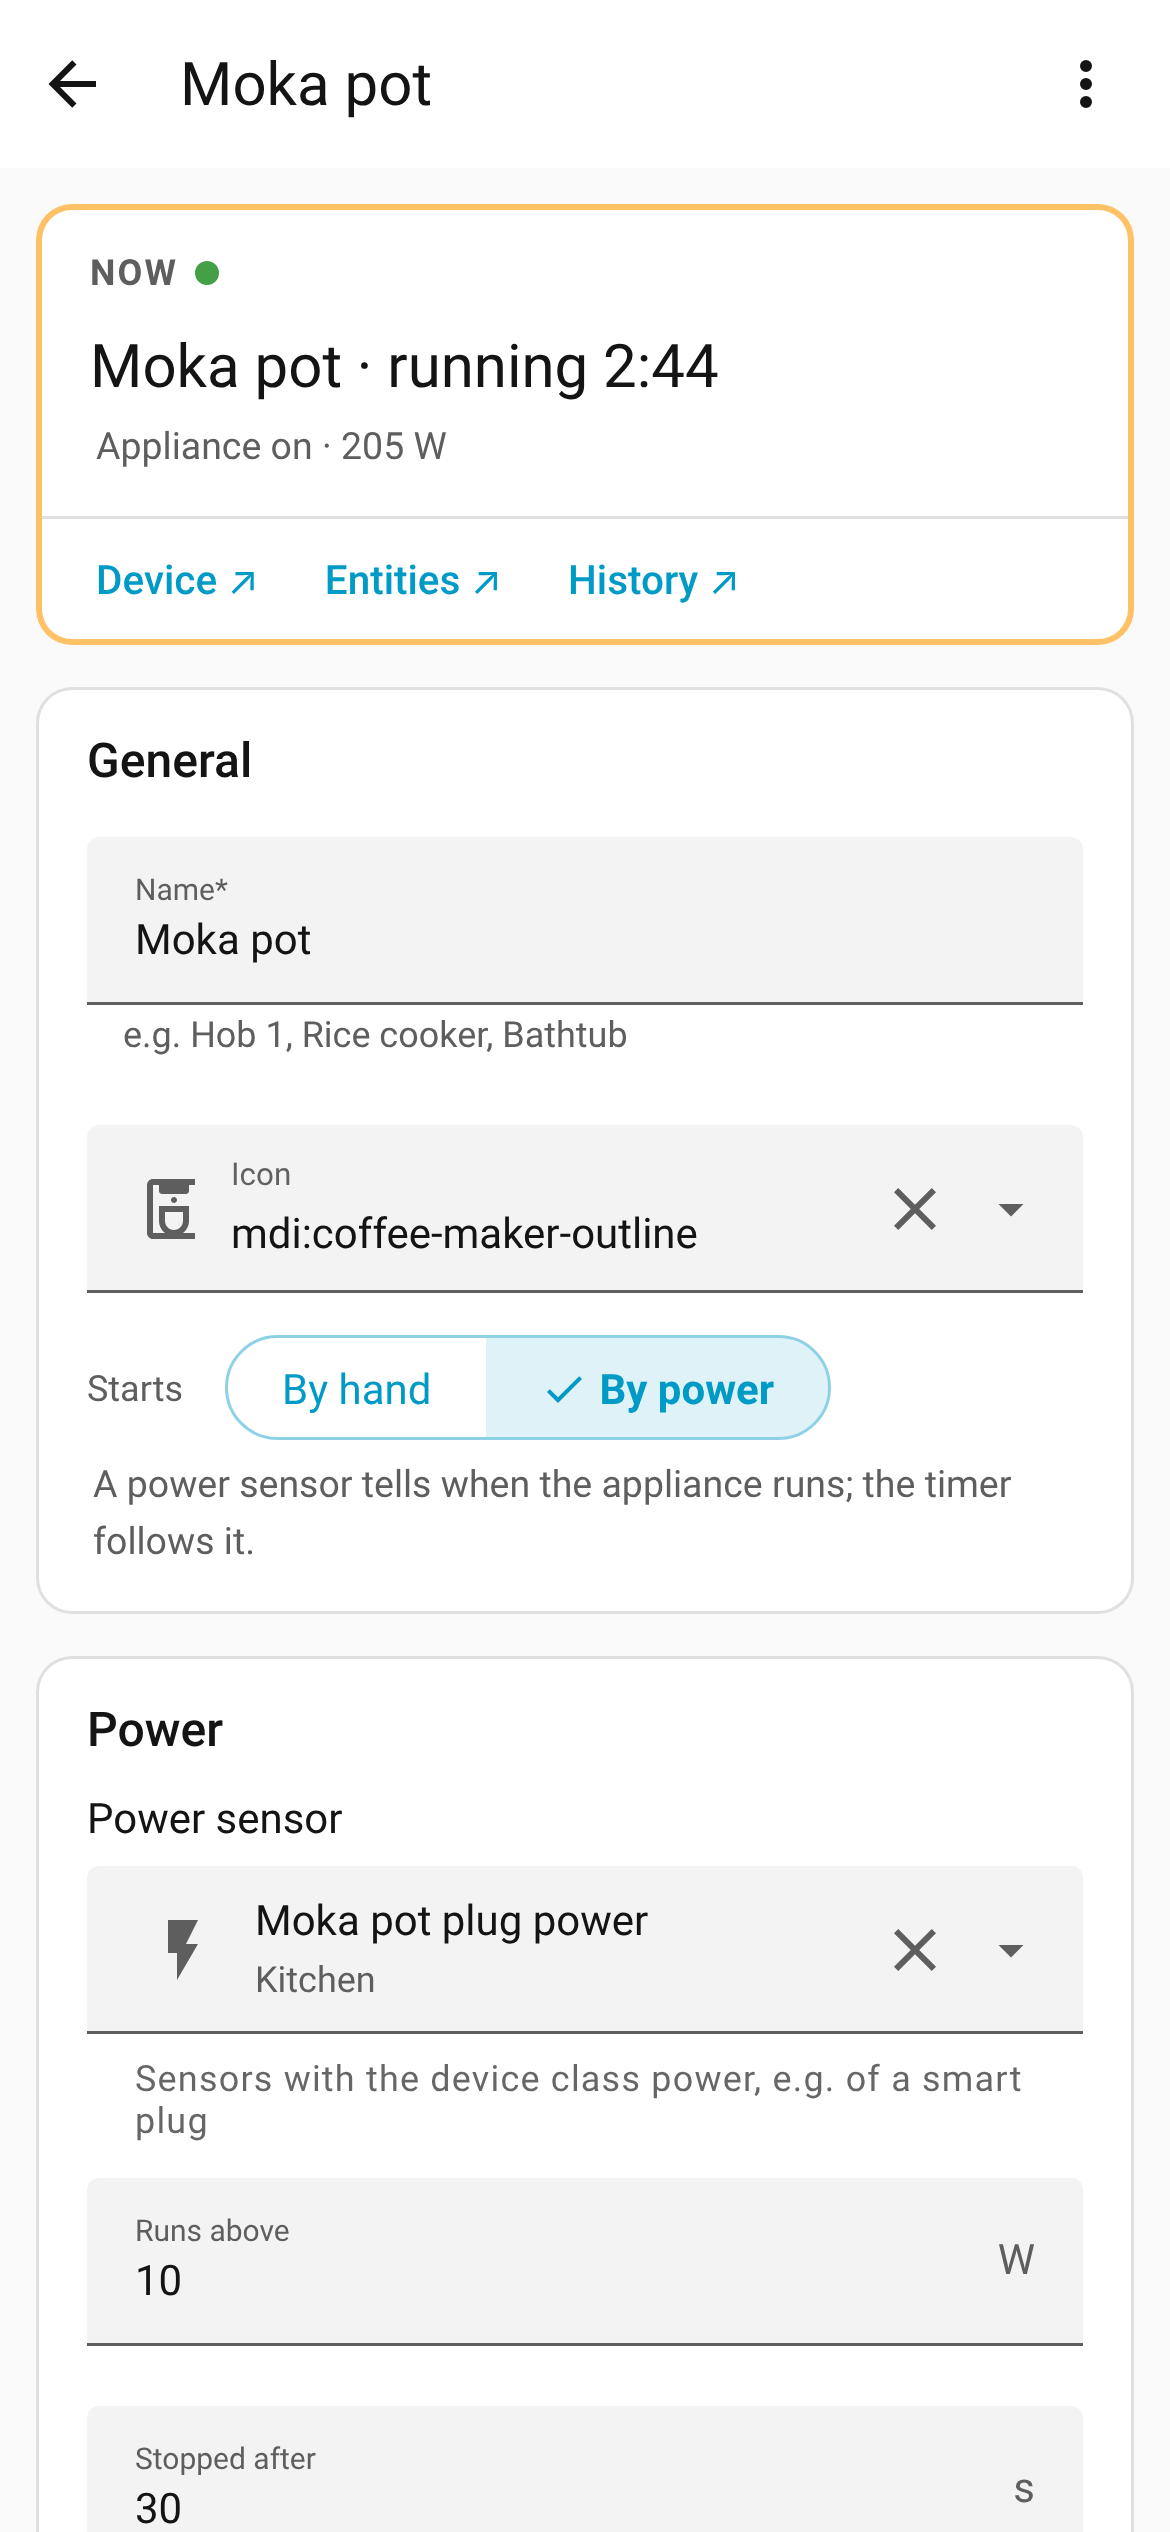 Moka pot
NOW
Moka pot · running 2:44
Appliance on · 205 W
Device Entities History
General
Name*
Moka pot
e.g. Hob 1, Rice cooker, Bathtub
Icon
mdi:coffee-maker-outline
Starts By hand By power
A power sensor tells when the appliance runs; the timer
follows it.
Power
Power sensor
Moka pot plug power
Kitchen
Sensors with the device class power, e.g. of a smart
plug
Runs above
10 W
Stopped after
30 s